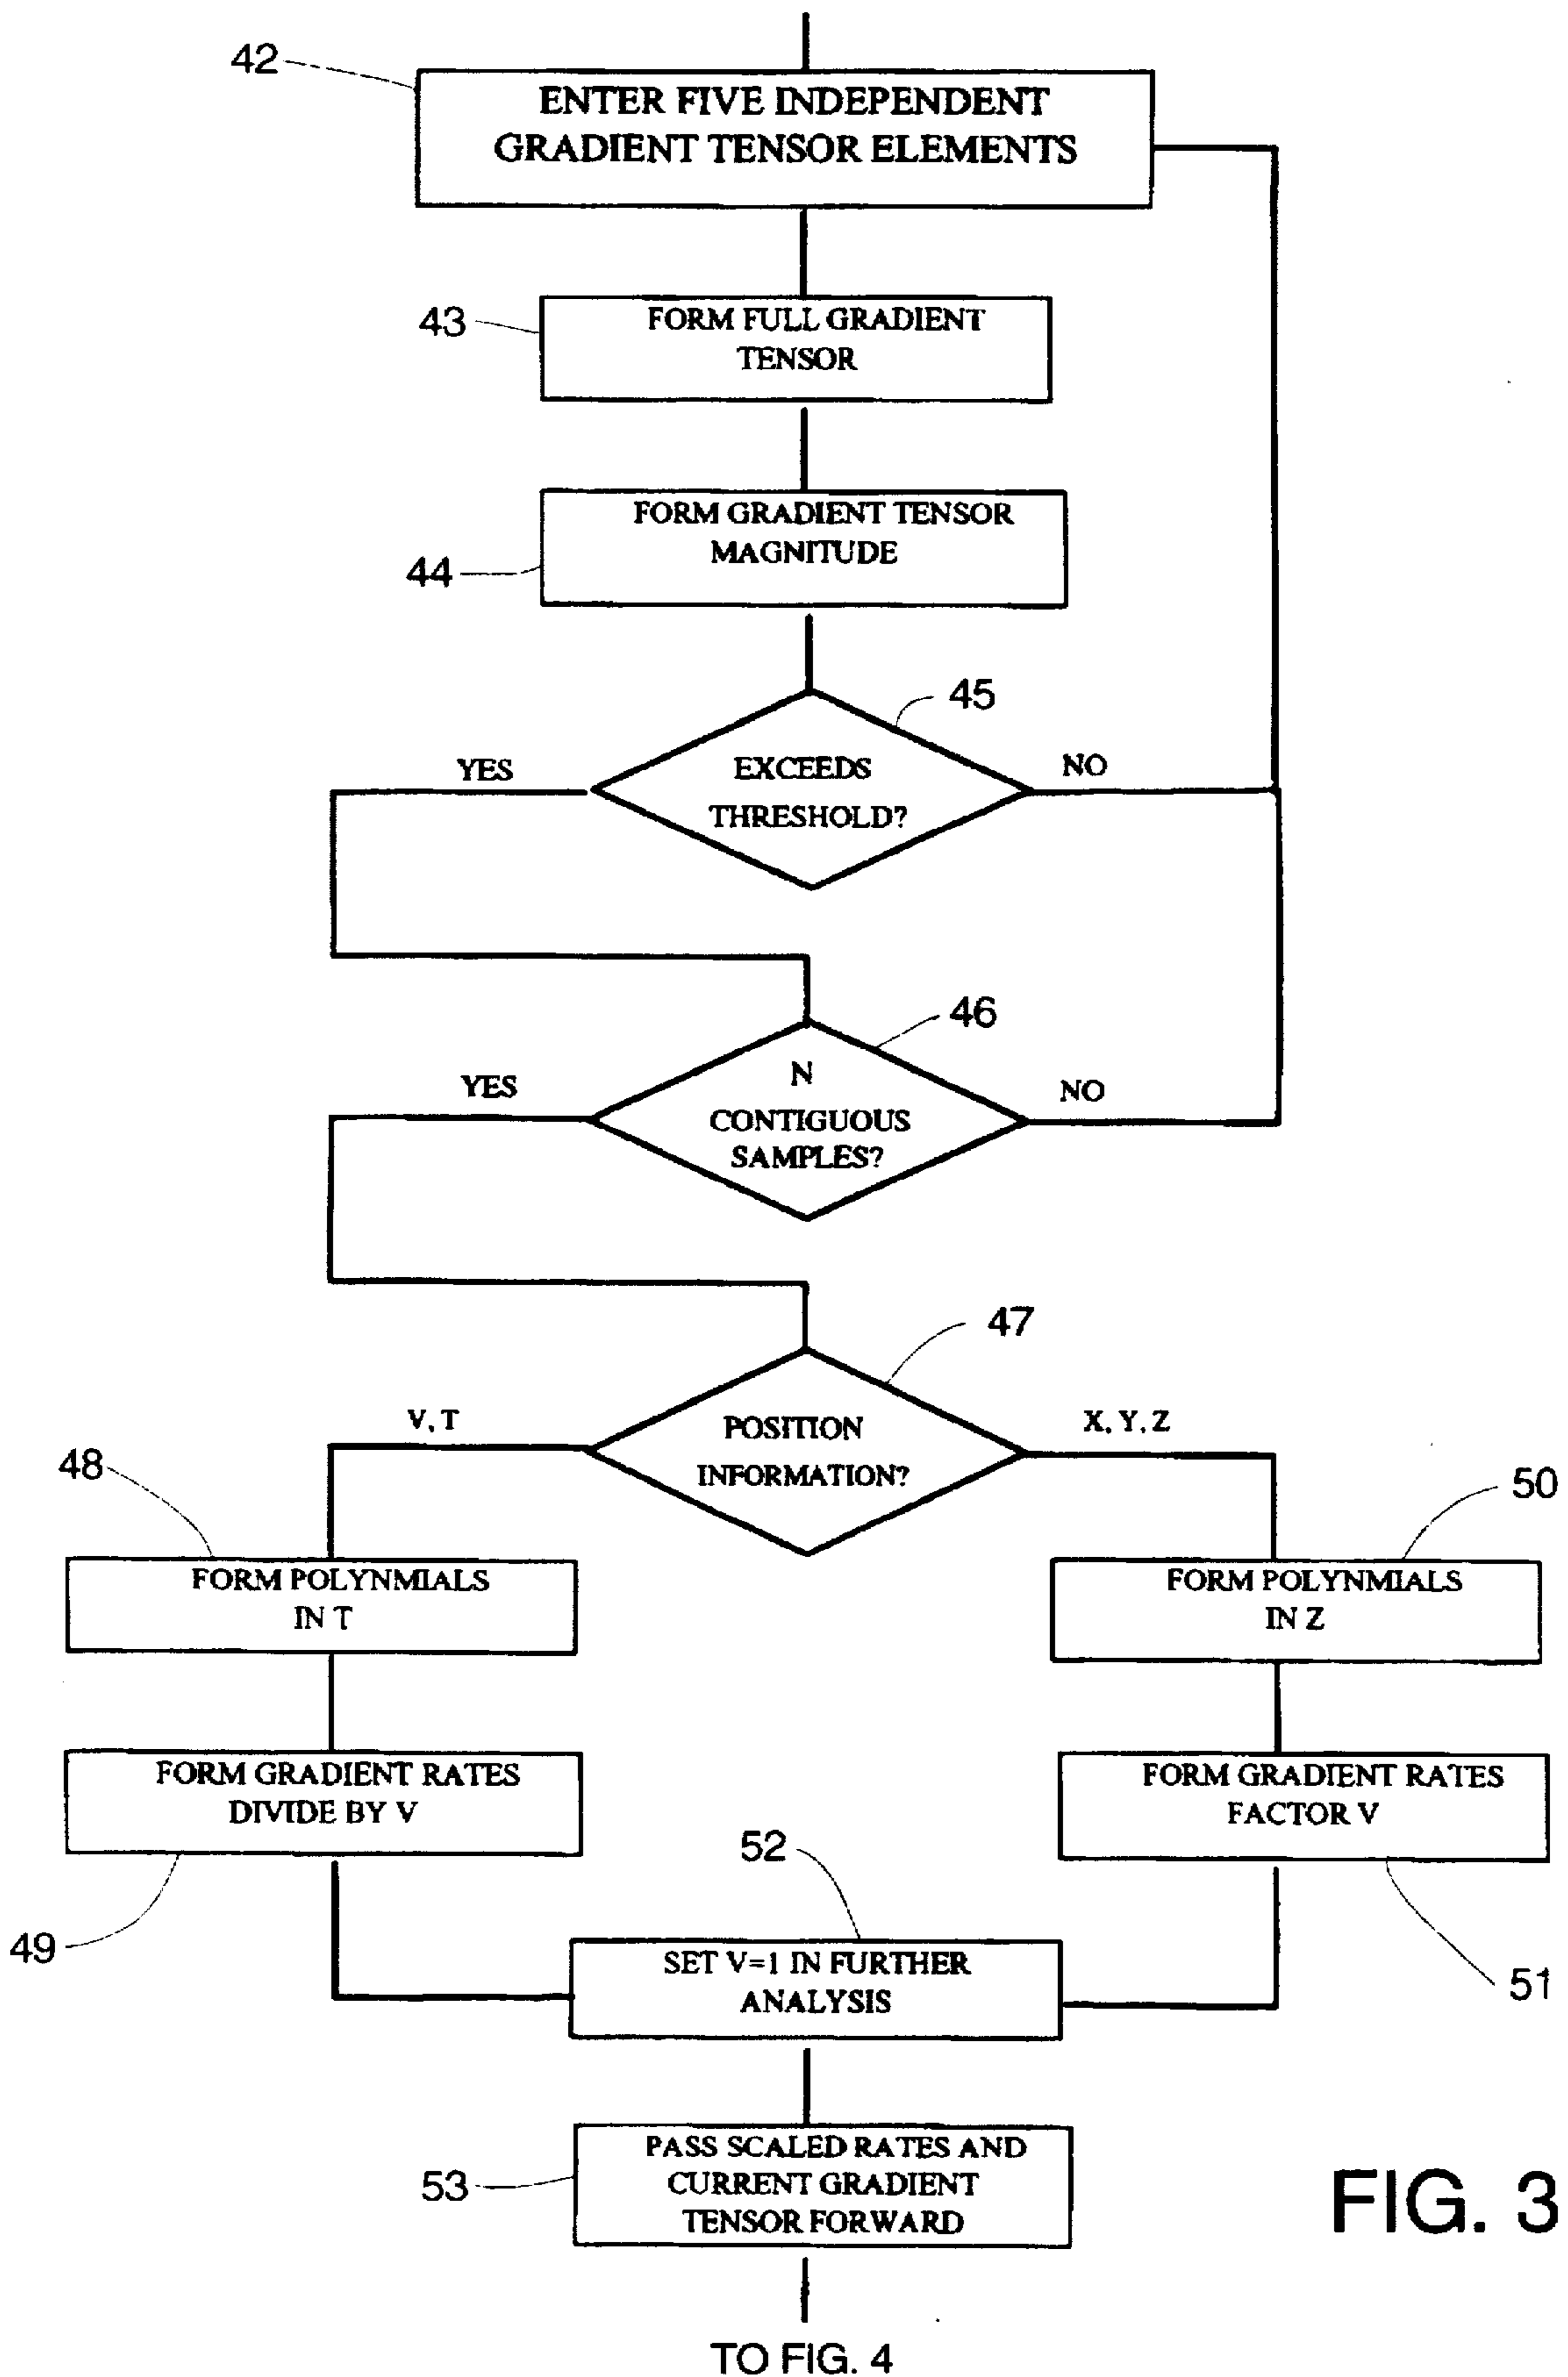 42
ENTER FIVE INDEPENDENT
GRADIENT TENSOR ELEMENTS
43
FORM FULL GRADIENT
TENSOR
44
FORM GRADIENT TENSOR
MAGNITUDE
45
YES
EXCEEDS
THRESHOLD?
NO
46
YES
N
CONTIGUOUS
SAMPLES?
NO
47
V, T
POSITION
INFORMATION?
X, Y, Z
48
FORM POLYNMIALS
IN T
50
FORM POLYNMIALS
IN Z
FORM GRADIENT RATES
DIVIDE BY V
49
FORM GRADIENT RATES
FACTOR V
51
52
SET V=1 IN FURTHER
ANALYSIS
53
PASS SCALED RATES AND
CURRENT GRADIENT
TENSOR FORWARD
FIG. 3
TO FIG. 4